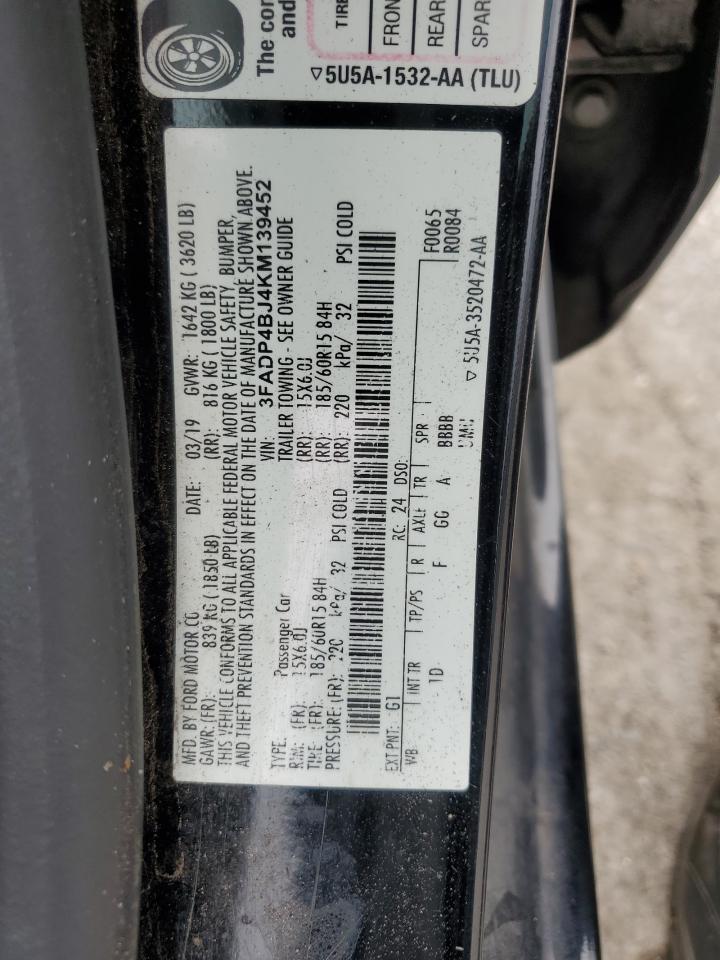 The con
and
TIRE
FRON
REAR
SPAR
▽5U5A-1532-AA (TLU)
MFD. BY FORD MOTOR CO. DATE: 03/19 GVWR: 1642 KG ( 3620 LB)
GAWR: (FR): 839 KG ( 1850 LB) (RR): 816 KG ( 1800 LB)
THIS VEHICLE CONFORMS TO ALL APPLICABLE FEDERAL MOTOR VEHICLE SAFETY, BUMPER,
AND THEFT PREVENTION STANDARDS IN EFFECT ON THE DATE OF MANUFACTURE SHOWN ABOVE.
VIN: 3FADP4BJ4KM139452
TYPE: Passenger Car TRAILER TOWING - SEE OWNER GUIDE
RIM: (FR): 15X6.0J (RR): 15X6.0J
TIRE (FR): 185/60R15 84H (RR): 185/60R15 84H
PRESSURE: (FR): 220 kPa/ 32 PSI COLD (RR): 220 kPa/ 32 PSI COLD
EXT PNT: G1 RC: 24 DSO:
WB INT TR TP/PS R AXLE TR SPR F0065
1D F GG A BBBB R0084
▽ 5U5A-3520472-AA